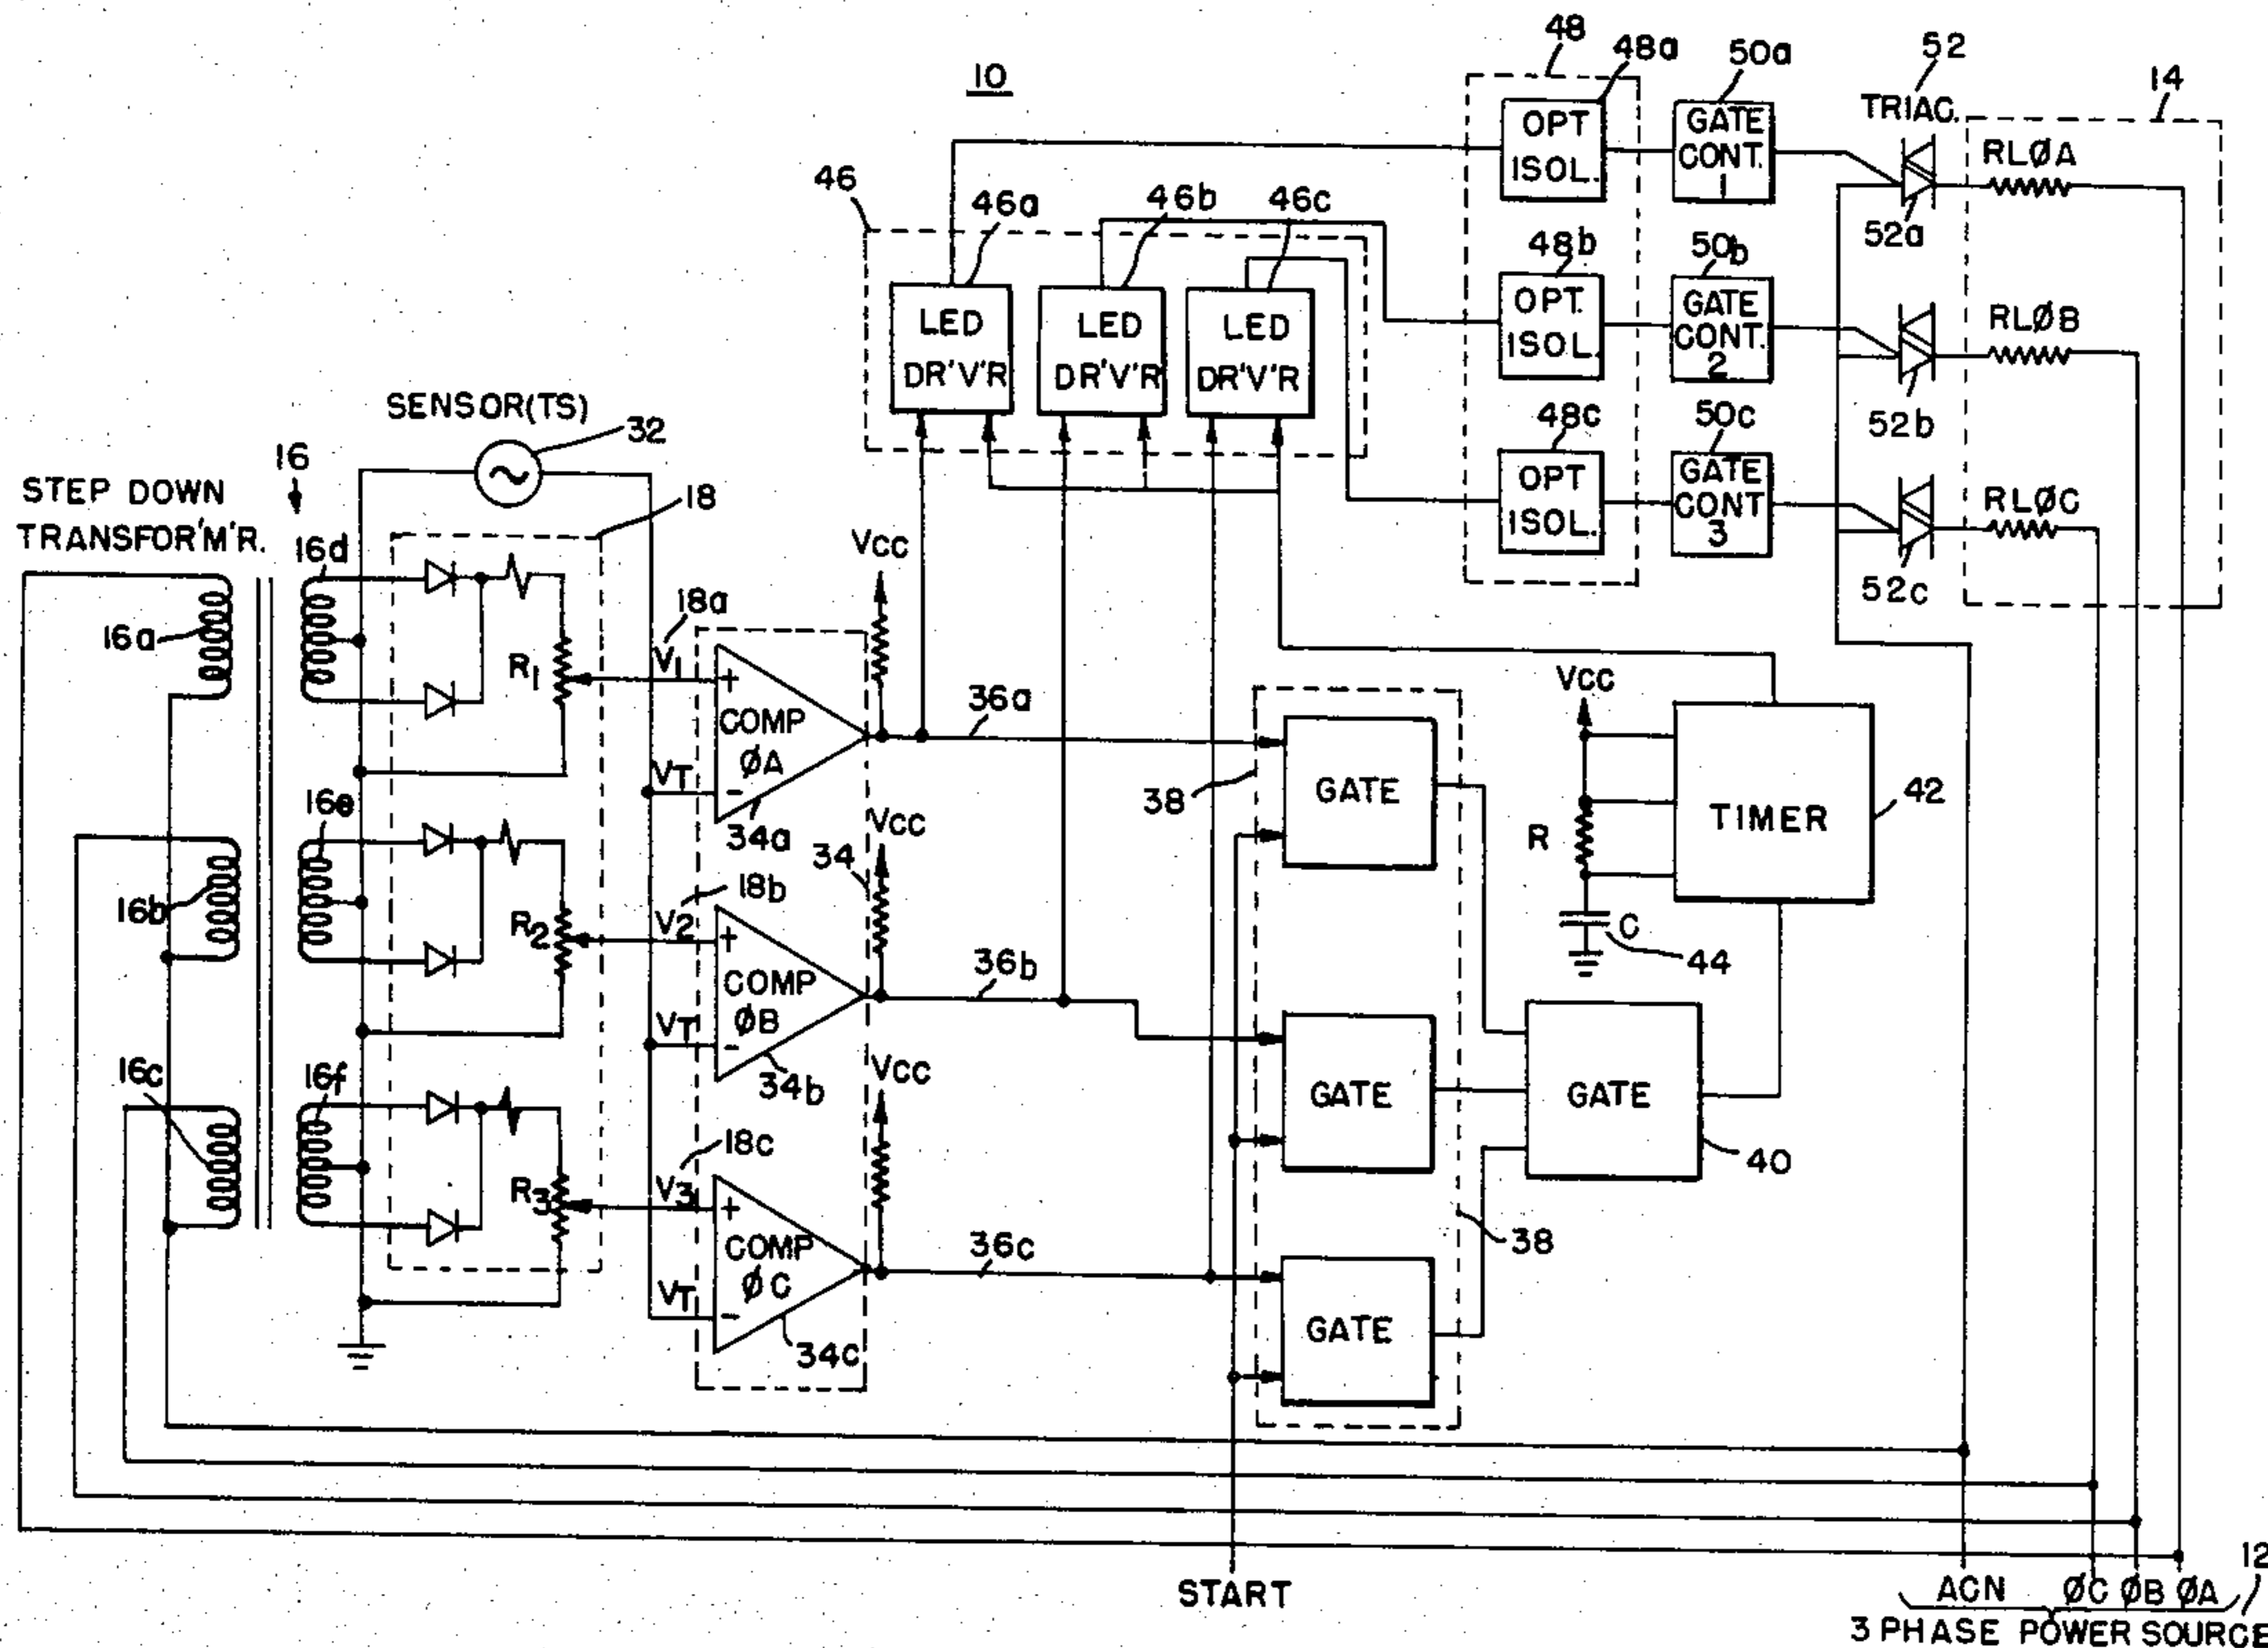 10
48
48a
50a
52
TRIAC.
14
OPT
ISOL.
GATE
CONT.
1
RLØA
52a
46
46a
46b
46c
48b
50b
OPT.
ISOL.
GATE
CONT.
2
RLØB
52b
LED
DR'V'R
LED
DR'V'R
LED
DR'V'R
48c
50c
OPT
ISOL.
GATE
CONT
3
RLØC
52c
SENSOR(TS)
32
16
STEP DOWN
TRANSFOR'M'R.
18
16d
16a
R1
18a
V1
VCC
+
COMP
ØA
-
VT
34a
36a
38
GATE
VCC
R
TIMER
42
C
44
16e
16b
R2
18b
V2
34
VCC
+
COMP
ØB
-
VT
34b
36b
GATE
GATE
40
16f
16c
R3
18c
V3
VCC
+
COMP
ØC
-
VT
34c
36c
38
GATE
START
12
ACN ØC ØB ØA
3 PHASE POWER SOURCE